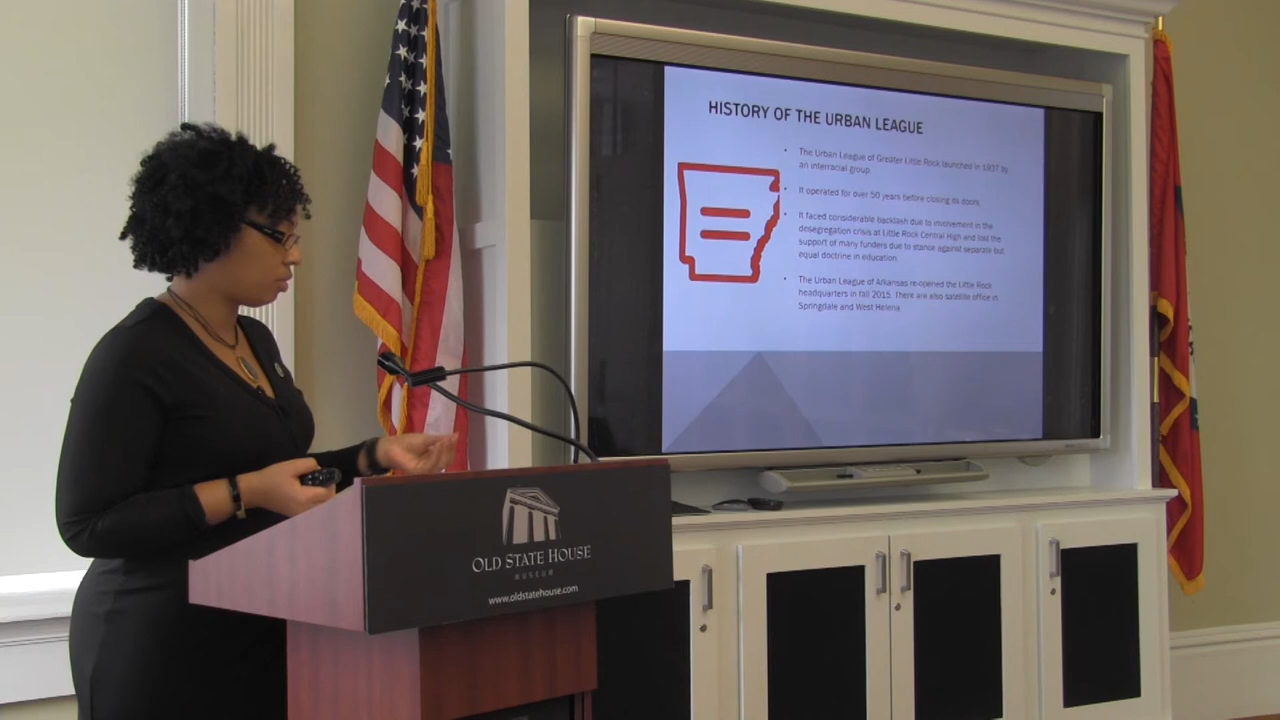 HISTORY OF THE URBAN LEAGUE
• The Urban League of Greater Little Rock launched in 1937 by
an interracial group.
• It operated for over 50 years before closing its doors.
• It faced considerable backlash due to involvement in the
desegregation crisis at Little Rock Central High and lost the
support of many funders due to stance against separate but
equal doctrine in education.
• The Urban League of Arkansas re-opened the Little Rock
headquarters in fall 2015. There are also satellite office in
Springdale and West Helena.
OLD STATE HOUSE
MUSEUM
www.oldstatehouse.com